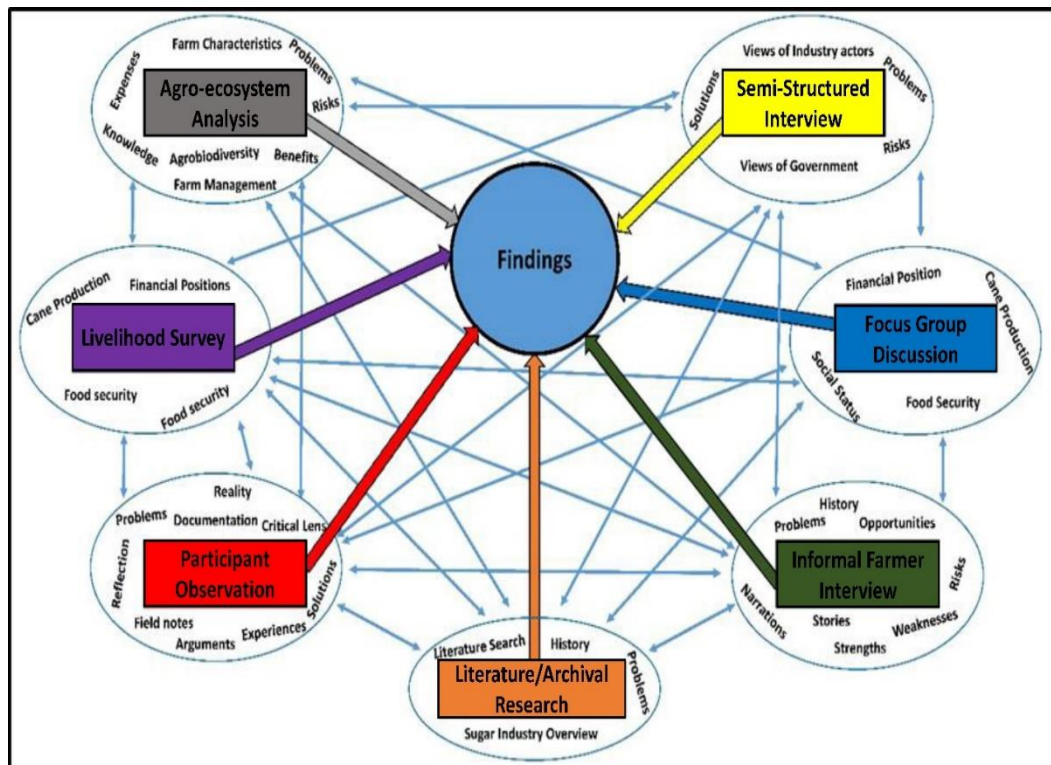 Farm Characteristics
Expenses
Problems
Agro-ecosystem
Analysis
Risks
Knowledge
Agrobiodiversity
Benefits
Farm Management
Views of Industry actors
Solutions
Problems
Semi-Structured
Interview
Risks
Views of Government
Findings
Cane Production
Financial Positions
Livelihood Survey
Food security
Food security
Financial Position
Cane Production
Focus Group
Discussion
Social Status
Food Security
Reality
Problems
Documentation
Critical Lens
Reflection
Participant
Observation
Solutions
Field notes
Experiences
Arguments
History
Problems
Opportunities
Informal Farmer
Interview
Risks
Narrations
Stories
Weaknesses
Strengths
Literature Search
History
Problems
Literature/Archival
Research
Sugar Industry Overview